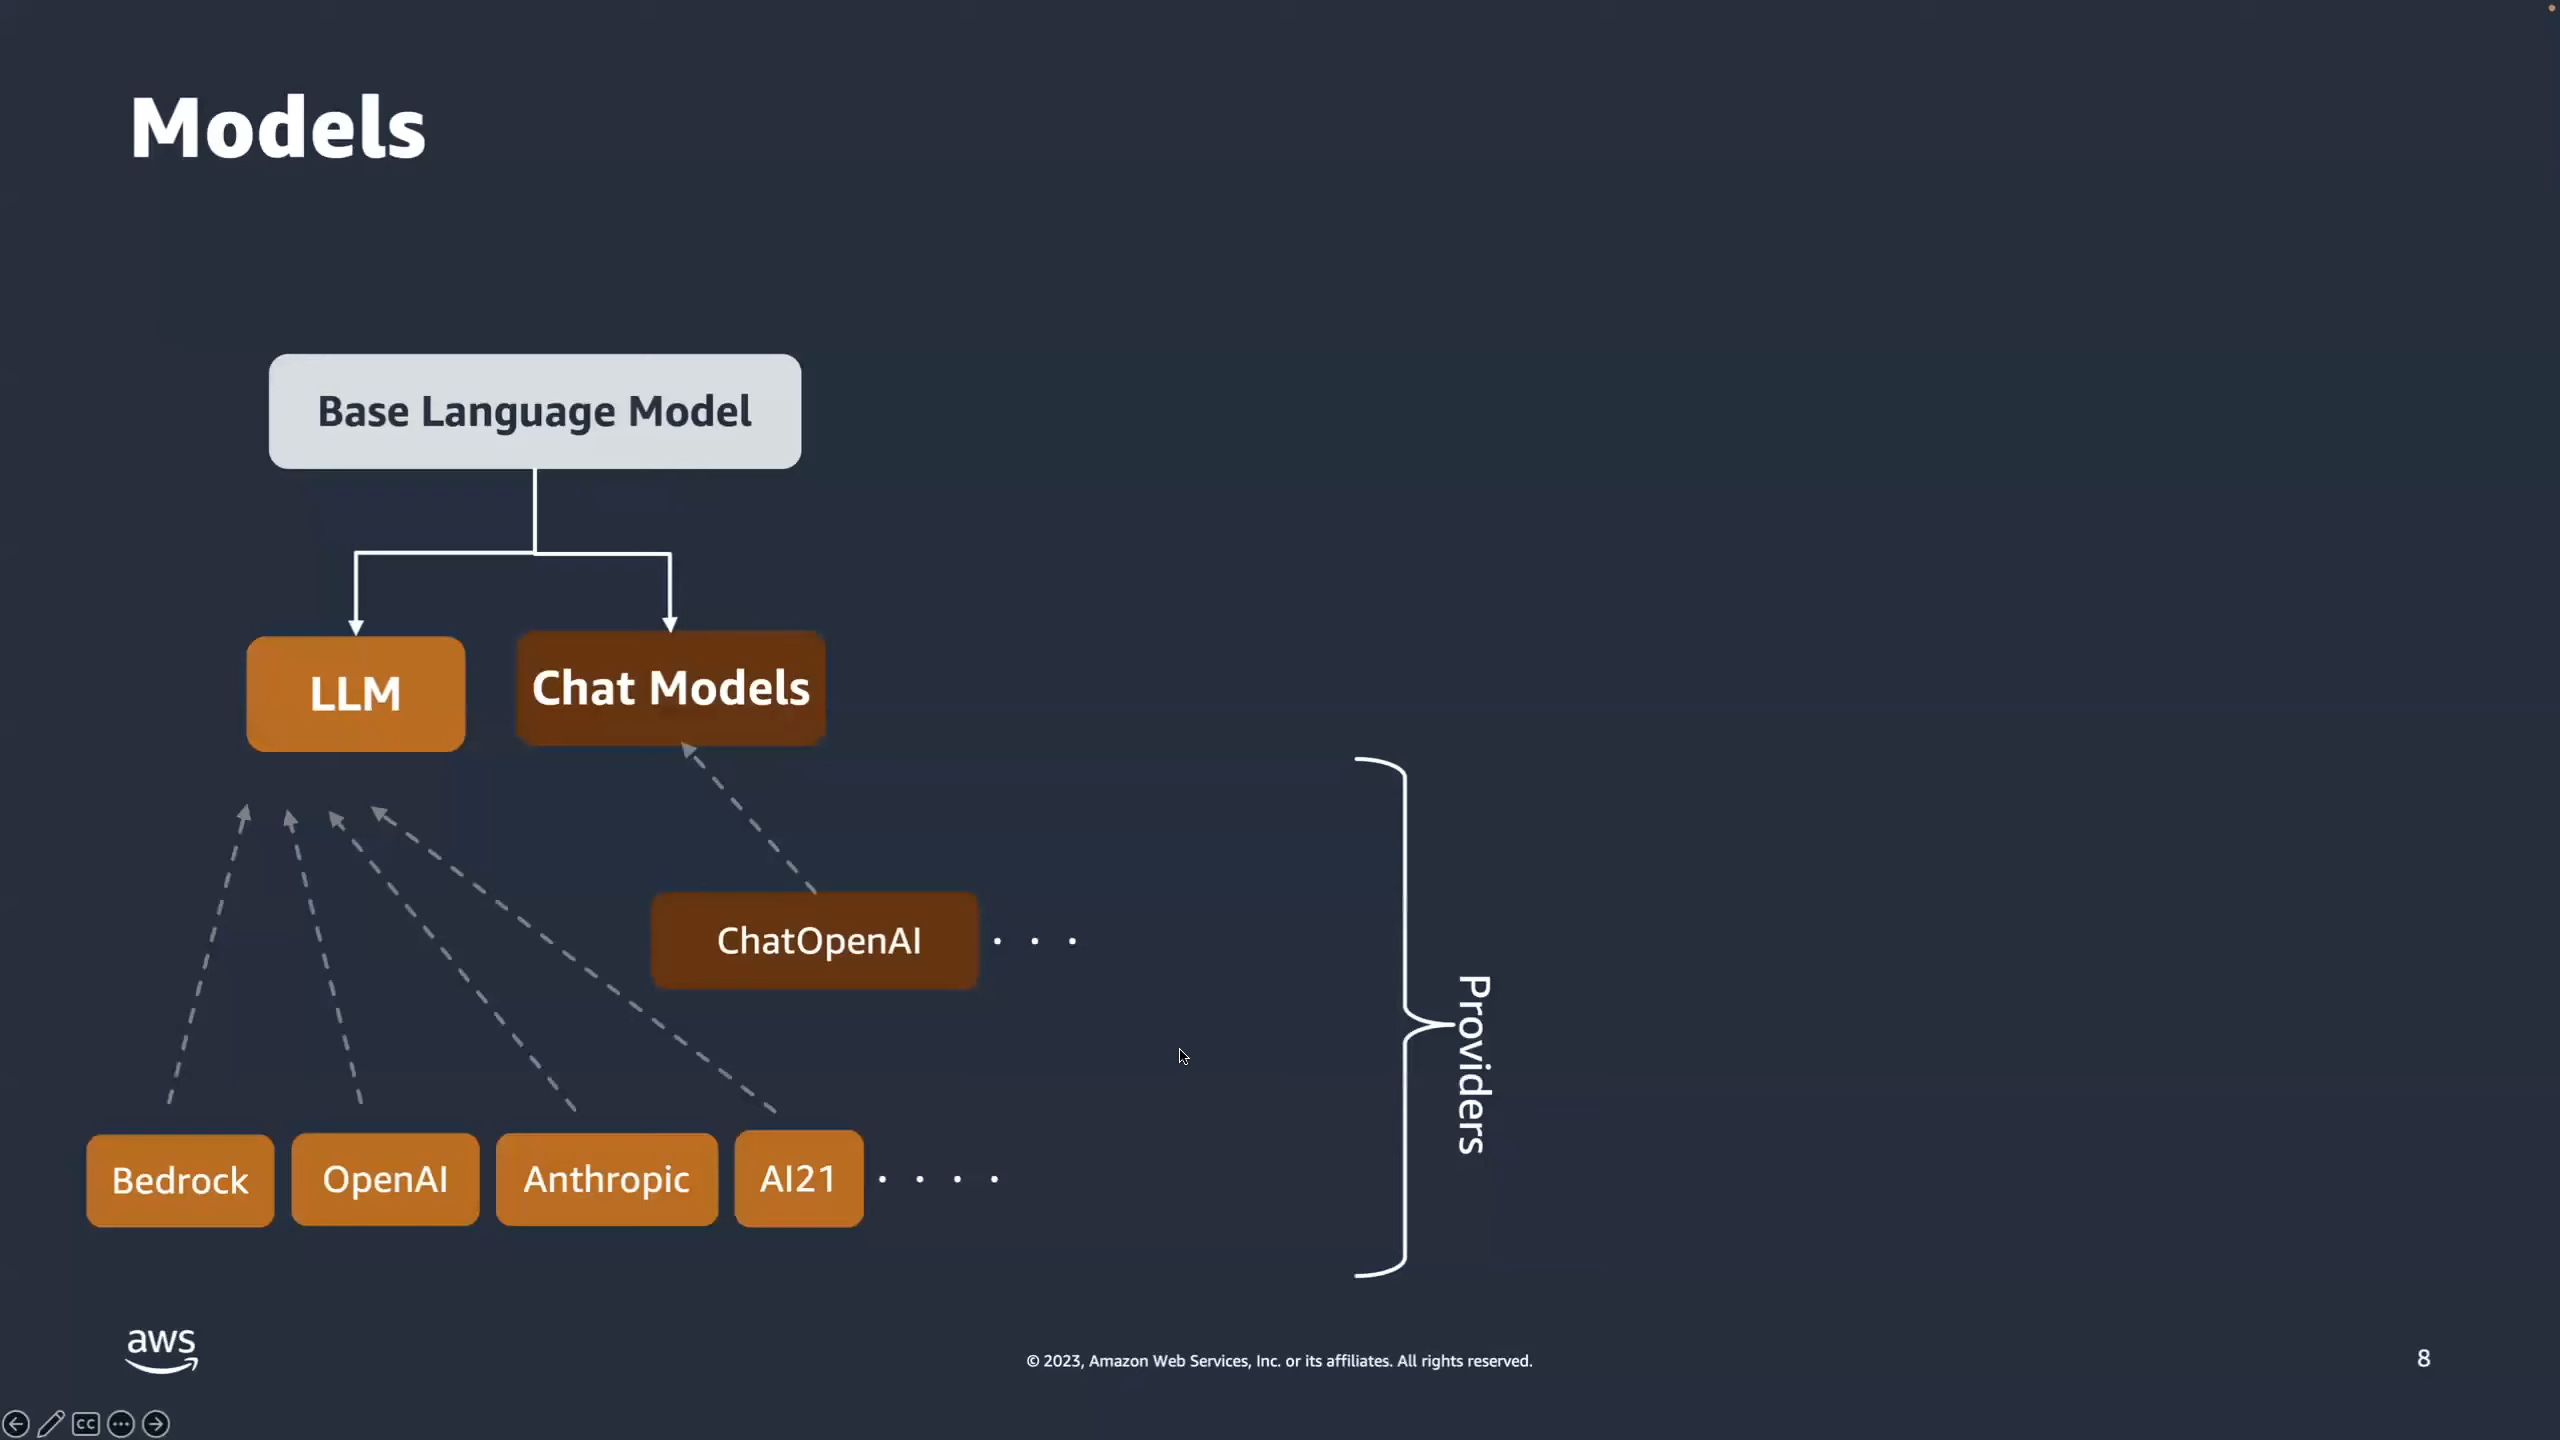 Models
Base Language Model
LLM
Chat Models
ChatOpenAI
. . .
Providers
Bedrock
OpenAI
Anthropic
AI21
. . . .
aws
© 2023, Amazon Web Services, Inc. or its affiliates. All rights reserved.
8
CC